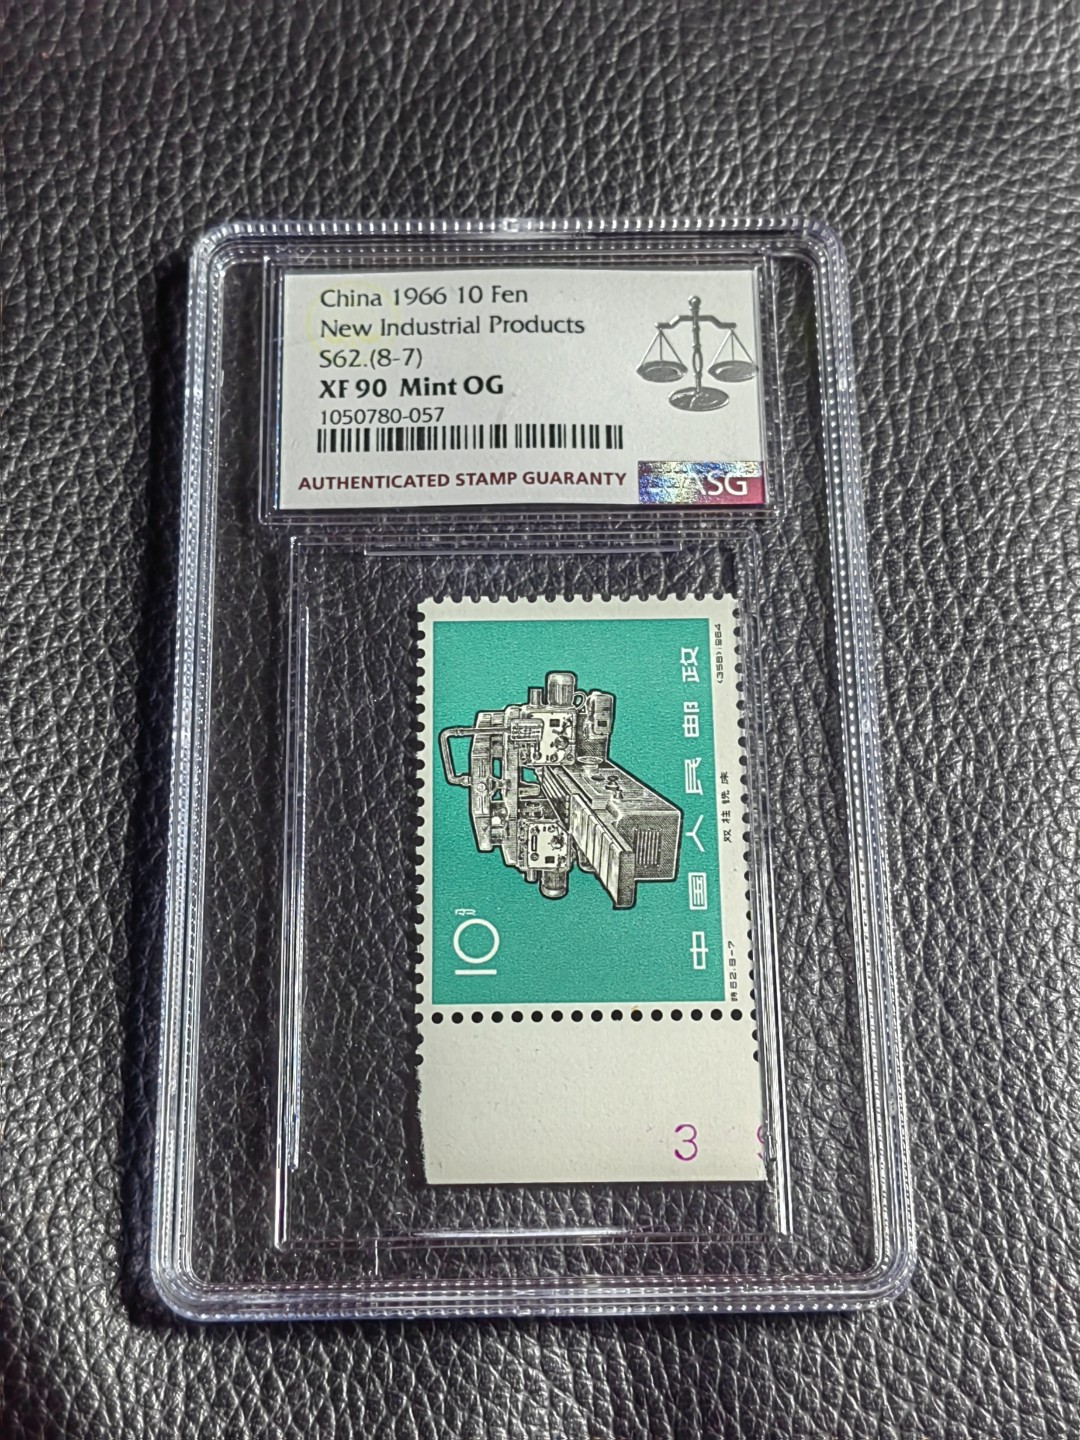 China 1966 10 Fen
New Industrial Products
S62.(8-7)
XF 90 Mint OG
1050780-057
AUTHENTICATED STAMP GUARANTY
ASG
10分
中国人民邮政
特62.8-7
双柱铣床
(358)1964
3